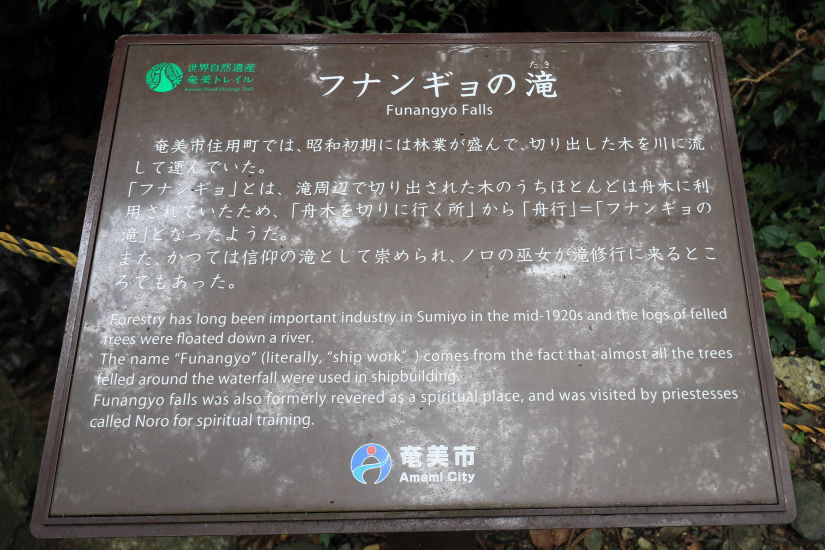 世界自然遺産
奄美トレイル
Amami World Heritage Trail
たき
フナンギョの滝
Funangyo Falls
奄美市住用町では、昭和初期には林業が盛んで、切り出した木を川に流
して運んでいた。
「フナンギョ」とは、滝周辺で切り出された木のうちほとんどは舟木に利
用されていたため、「舟木を切りに行く所」から「舟行」=「フナンギョの
滝」となったようだ。
また、かつては信仰の滝として崇められ、ノロの巫女が滝修行に来るとこ
ろでもあった。
Forestry has long been important industry in Sumiyo in the mid-1920s and the logs of felled
trees were floated down a river.
The name “Funangyo” (literally, “ship work” ) comes from the fact that almost all the trees
felled around the waterfall were used in shipbuilding.
Funangyo falls was also formerly revered as a spiritual place, and was visited by priestesses
called Noro for spiritual training.
奄美市
Amami City